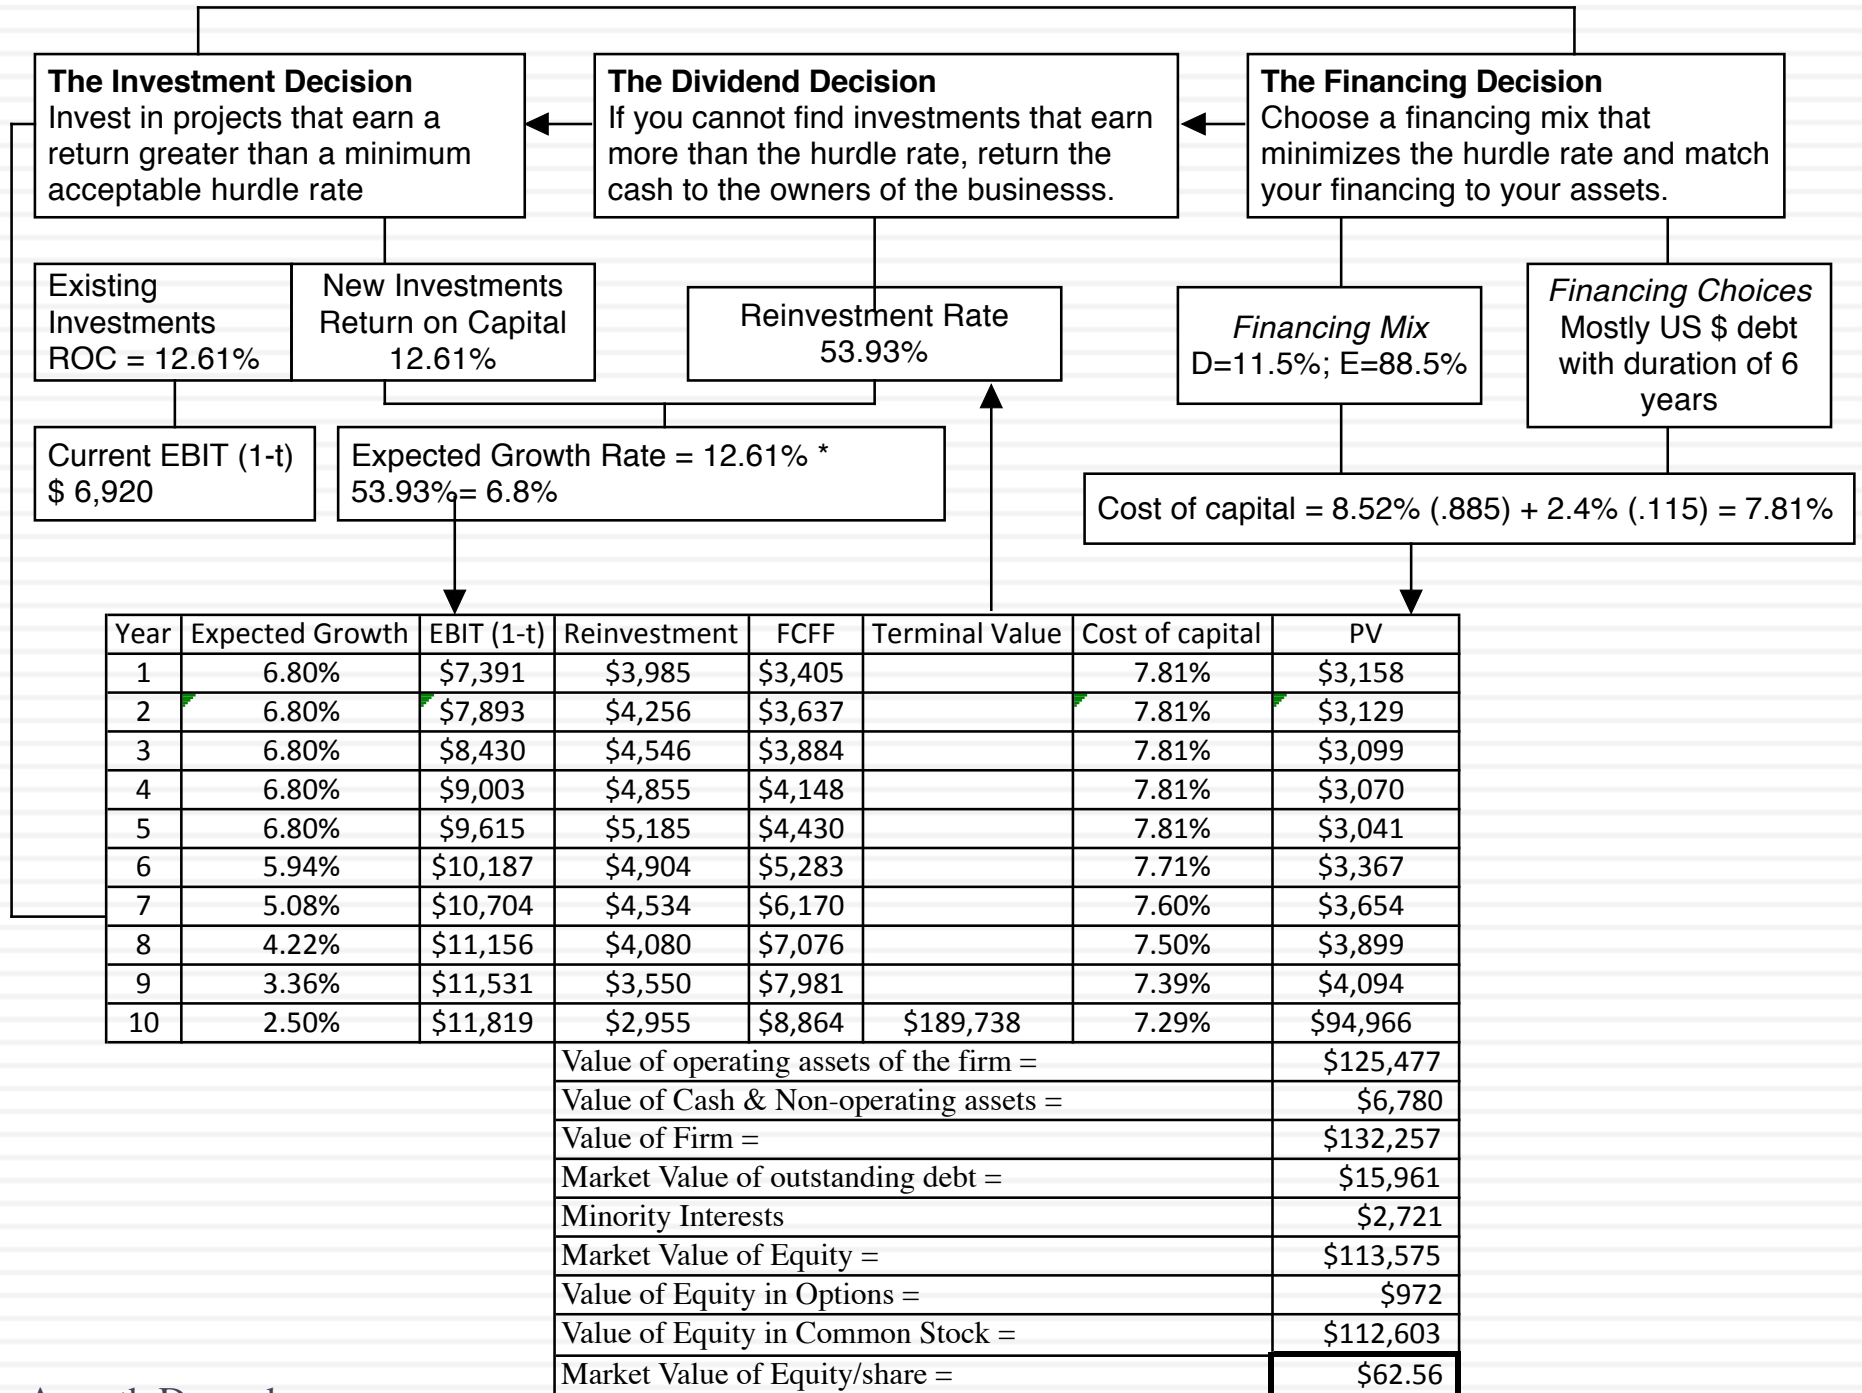 The Investment Decision
Invest in projects that earn a
return greater than a minimum
acceptable hurdle rate
The Dividend Decision
If you cannot find investments that earn
more than the hurdle rate, return the
cash to the owners of the businesss.
The Financing Decision
Choose a financing mix that
minimizes the hurdle rate and match
your financing to your assets.
Existing
Investments
ROC = 12.61%
New Investments
Return on Capital
12.61%
Reinvestment Rate
53.93%
Financing Mix
D=11.5%; E=88.5%
Financing Choices
Mostly US $ debt
with duration of 6
years
Current EBIT (1-t)
$ 6,920
Expected Growth Rate = 12.61% *
53.93%= 6.8%
Cost of capital = 8.52% (.885) + 2.4% (.115) = 7.81%
Year Expected Growth EBIT (1-t) Reinvestment FCFF Terminal Value Cost of capital PV
1 6.80% $7,391 $3,985 $3,405 7.81% $3,158
2 6.80% $7,893 $4,256 $3,637 7.81% $3,129
3 6.80% $8,430 $4,546 $3,884 7.81% $3,099
4 6.80% $9,003 $4,855 $4,148 7.81% $3,070
5 6.80% $9,615 $5,185 $4,430 7.81% $3,041
6 5.94% $10,187 $4,904 $5,283 7.71% $3,367
7 5.08% $10,704 $4,534 $6,170 7.60% $3,654
8 4.22% $11,156 $4,080 $7,076 7.50% $3,899
9 3.36% $11,531 $3,550 $7,981 7.39% $4,094
10 2.50% $11,819 $2,955 $8,864 $189,738 7.29% $94,966
Value of operating assets of the firm = $125,477
Value of Cash & Non-operating assets = $6,780
Value of Firm = $132,257
Market Value of outstanding debt = $15,961
Minority Interests $2,721
Market Value of Equity = $113,575
Value of Equity in Options = $972
Value of Equity in Common Stock = $112,603
Market Value of Equity/share = $62.56